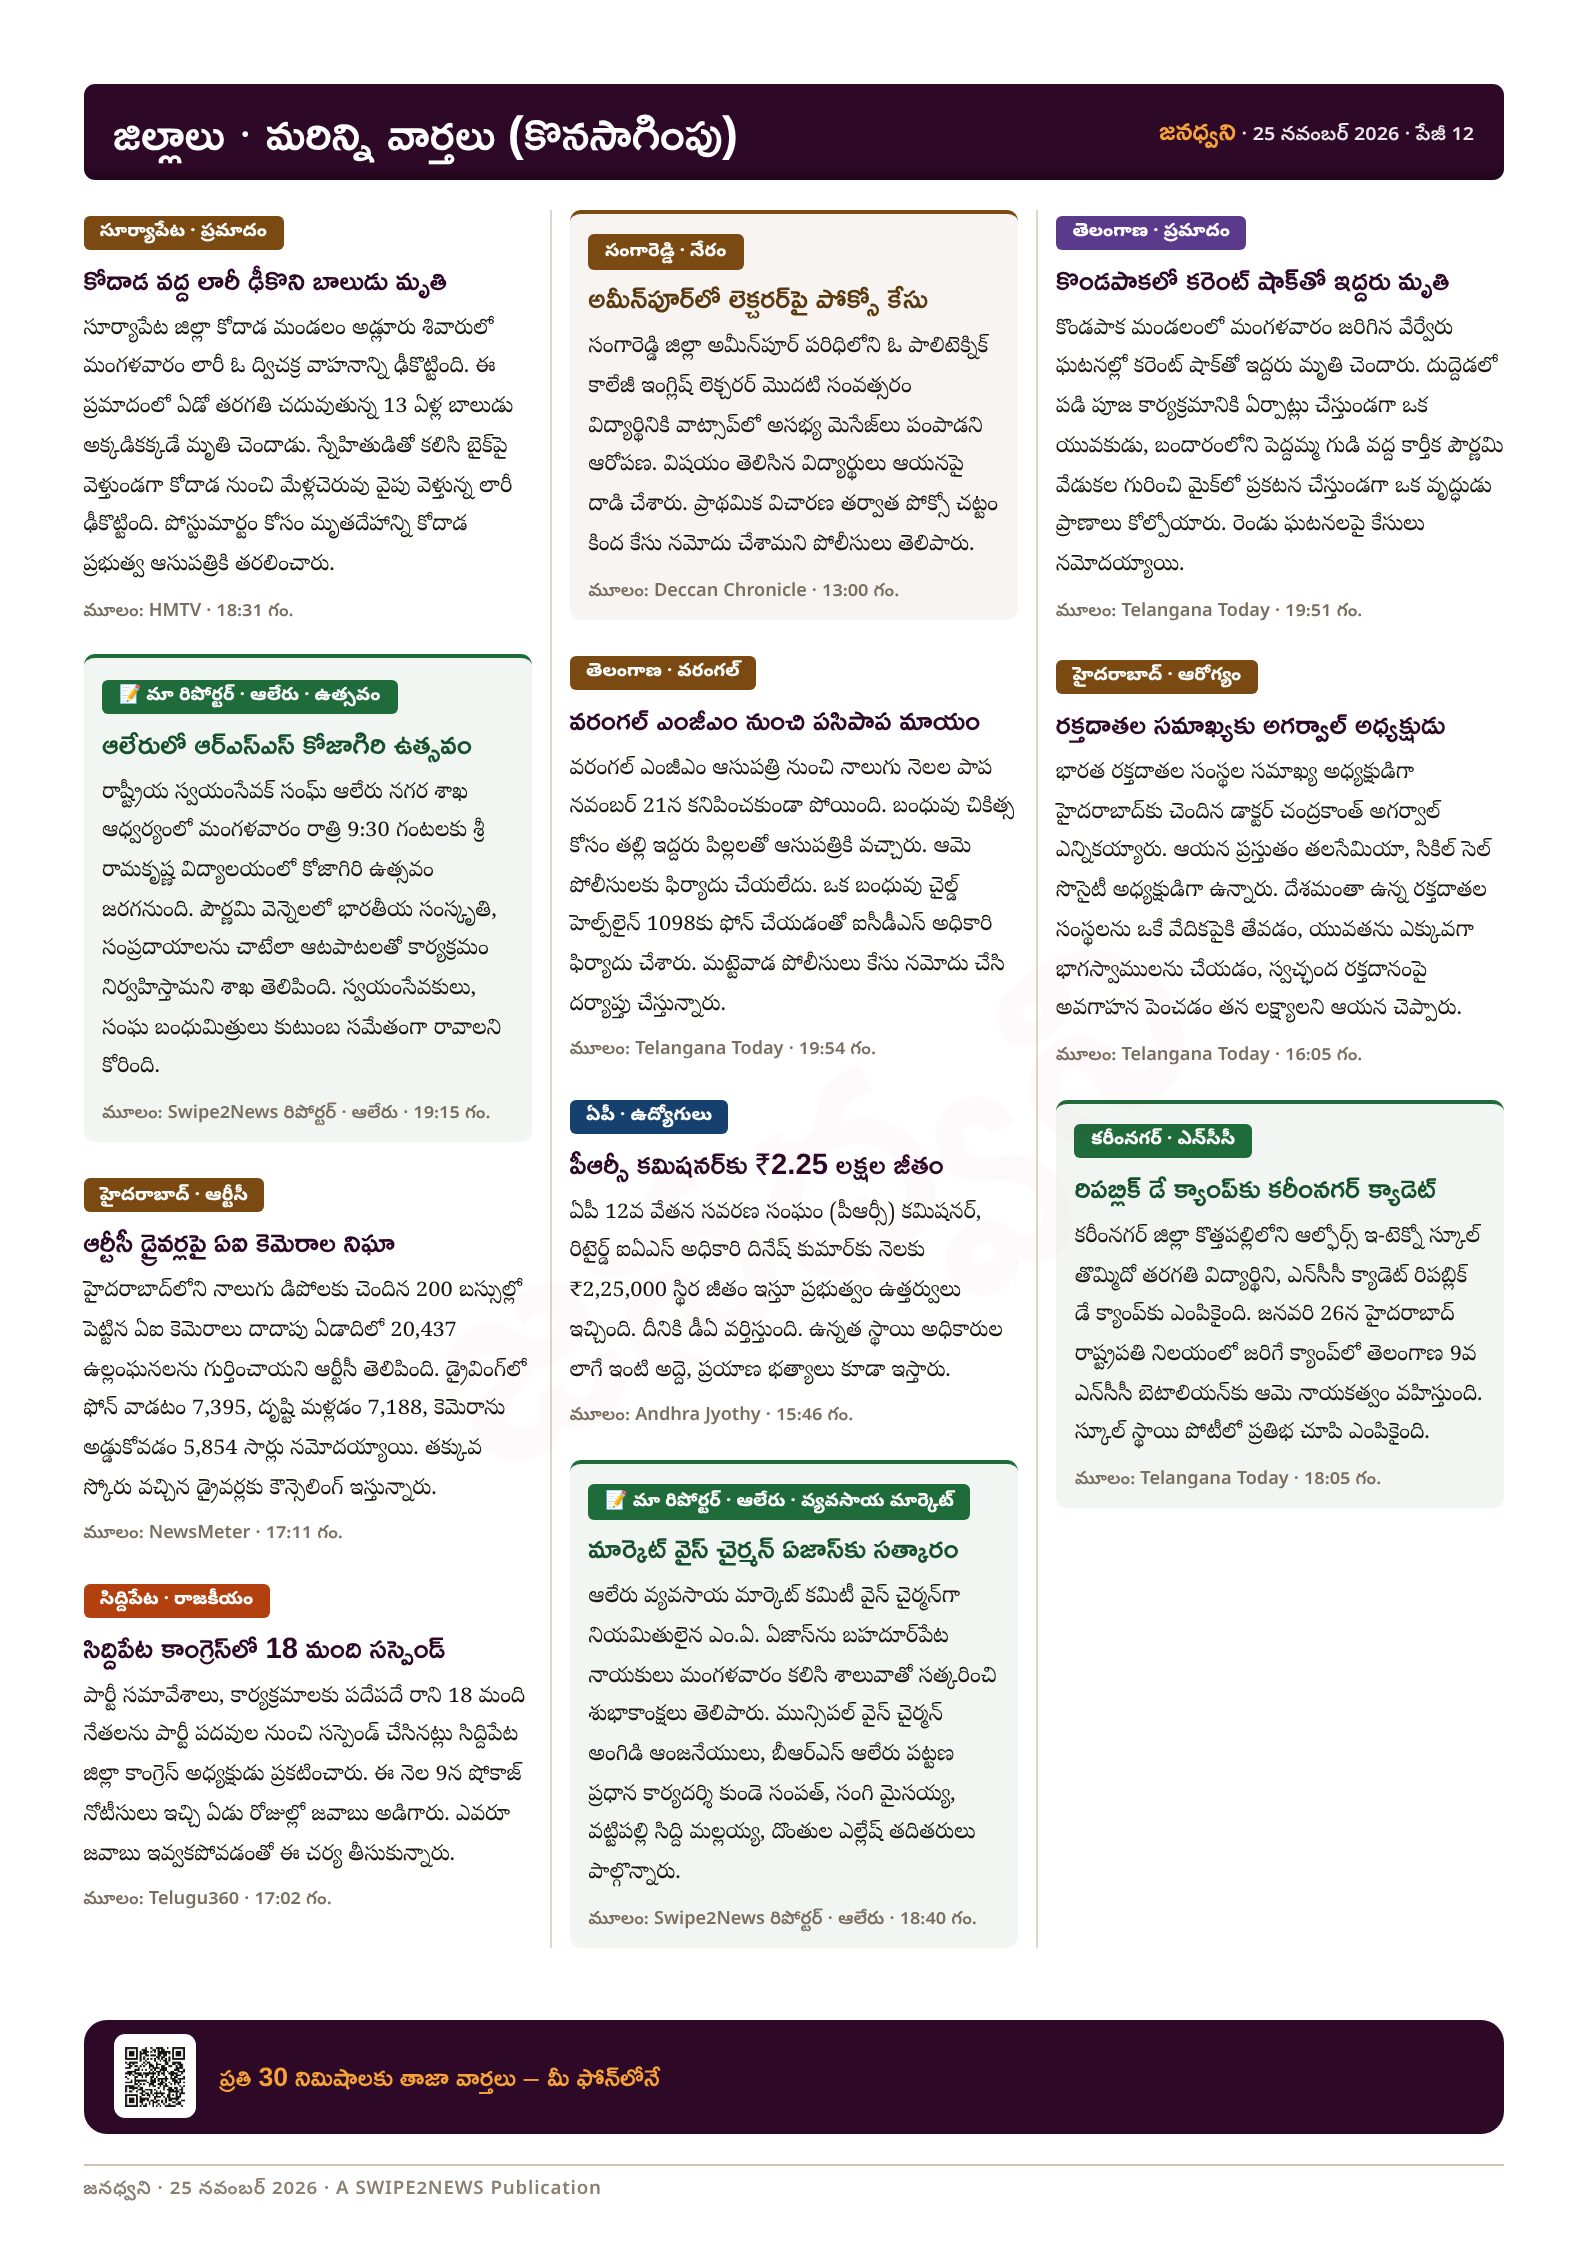 జిల్లాలు · మరిన్ని వార్తలు (కొనసాగింపు)
జనధ్వని · 25 నవంబర్ 2026 · పేజీ 12
సూర్యాపేట · ప్రమాదం
కోదాడ వద్ద లారీ ఢీకొని బాలుడు మృతి
సూర్యాపేట జిల్లా కోదాడ మండలం అడ్లూరు శివారులో
మంగళవారం లారీ ఓ ద్విచక్ర వాహనాన్ని ఢీకొట్టింది. ఈ
ప్రమాదంలో ఏడో తరగతి చదువుతున్న 13 ఏళ్ల బాలుడు
అక్కడికక్కడే మృతి చెందాడు. స్నేహితుడితో కలిసి బైక్‌పై
వెళ్తుండగా కోదాడ నుంచి మేళ్లచెరువు వైపు వెళ్తున్న లారీ
ఢీకొట్టింది. పోస్టుమార్టం కోసం మృతదేహాన్ని కోదాడ
ప్రభుత్వ ఆసుపత్రికి తరలించారు.
మూలం: HMTV · 18:31 గం.
📝 మా రిపోర్టర్ · ఆలేరు · ఉత్సవం
ఆలేరులో ఆర్ఎస్ఎస్ కోజాగిరి ఉత్సవం
రాష్ట్రీయ స్వయంసేవక్ సంఘ్ ఆలేరు నగర శాఖ
ఆధ్వర్యంలో మంగళవారం రాత్రి 9:30 గంటలకు శ్రీ
రామకృష్ణ విద్యాలయంలో కోజాగిరి ఉత్సవం
జరగనుంది. పౌర్ణమి వెన్నెలలో భారతీయ సంస్కృతి,
సంప్రదాయాలను చాటేలా ఆటపాటలతో కార్యక్రమం
నిర్వహిస్తామని శాఖ తెలిపింది. స్వయంసేవకులు,
సంఘ బంధుమిత్రులు కుటుంబ సమేతంగా రావాలని
కోరింది.
మూలం: Swipe2News రిపోర్టర్ · ఆలేరు · 19:15 గం.
హైదరాబాద్ · ఆర్టీసీ
ఆర్టీసీ డ్రైవర్లపై ఏఐ కెమెరాల నిఘా
హైదరాబాద్‌లోని నాలుగు డిపోలకు చెందిన 200 బస్సుల్లో
పెట్టిన ఏఐ కెమెరాలు దాదాపు ఏడాదిలో 20,437
ఉల్లంఘనలను గుర్తించాయని ఆర్టీసీ తెలిపింది. డ్రైవింగ్‌లో
ఫోన్ వాడటం 7,395, దృష్టి మళ్లడం 7,188, కెమెరాను
అడ్డుకోవడం 5,854 సార్లు నమోదయ్యాయి. తక్కువ
స్కోరు వచ్చిన డ్రైవర్లకు కౌన్సెలింగ్ ఇస్తున్నారు.
మూలం: NewsMeter · 17:11 గం.
సిద్దిపేట · రాజకీయం
సిద్దిపేట కాంగ్రెస్‌లో 18 మంది సస్పెండ్
పార్టీ సమావేశాలు, కార్యక్రమాలకు పదేపదే రాని 18 మంది
నేతలను పార్టీ పదవుల నుంచి సస్పెండ్ చేసినట్లు సిద్దిపేట
జిల్లా కాంగ్రెస్ అధ్యక్షుడు ప్రకటించారు. ఈ నెల 9న షోకాజ్
నోటీసులు ఇచ్చి ఏడు రోజుల్లో జవాబు అడిగారు. ఎవరూ
జవాబు ఇవ్వకపోవడంతో ఈ చర్య తీసుకున్నారు.
మూలం: Telugu360 · 17:02 గం.
సంగారెడ్డి · నేరం
అమీన్‌పూర్‌లో లెక్చరర్‌పై పోక్సో కేసు
సంగారెడ్డి జిల్లా అమీన్‌పూర్ పరిధిలోని ఓ పాలిటెక్నిక్
కాలేజీ ఇంగ్లిష్ లెక్చరర్ మొదటి సంవత్సరం
విద్యార్థినికి వాట్సాప్‌లో అసభ్య మెసేజ్‌లు పంపాడని
ఆరోపణ. విషయం తెలిసిన విద్యార్థులు ఆయనపై
దాడి చేశారు. ప్రాథమిక విచారణ తర్వాత పోక్సో చట్టం
కింద కేసు నమోదు చేశామని పోలీసులు తెలిపారు.
మూలం: Deccan Chronicle · 13:00 గం.
తెలంగాణ · వరంగల్
వరంగల్ ఎంజీఎం నుంచి పసిపాప మాయం
వరంగల్ ఎంజీఎం ఆసుపత్రి నుంచి నాలుగు నెలల పాప
నవంబర్ 21న కనిపించకుండా పోయింది. బంధువు చికిత్స
కోసం తల్లి ఇద్దరు పిల్లలతో ఆసుపత్రికి వచ్చారు. ఆమె
పోలీసులకు ఫిర్యాదు చేయలేదు. ఒక బంధువు చైల్డ్
హెల్ప్‌లైన్ 1098కు ఫోన్ చేయడంతో ఐసీడీఎస్ అధికారి
ఫిర్యాదు చేశారు. మట్టెవాడ పోలీసులు కేసు నమోదు చేసి
దర్యాప్తు చేస్తున్నారు.
మూలం: Telangana Today · 19:54 గం.
ఏపీ · ఉద్యోగులు
పీఆర్సీ కమిషనర్‌కు ₹2.25 లక్షల జీతం
ఏపీ 12వ వేతన సవరణ సంఘం (పీఆర్సీ) కమిషనర్,
రిటైర్డ్ ఐఏఎస్ అధికారి దినేష్ కుమార్‌కు నెలకు
₹2,25,000 స్థిర జీతం ఇస్తూ ప్రభుత్వం ఉత్తర్వులు
ఇచ్చింది. దీనికి డీఏ వర్తిస్తుంది. ఉన్నత స్థాయి అధికారుల
లాగే ఇంటి అద్దె, ప్రయాణ భత్యాలు కూడా ఇస్తారు.
మూలం: Andhra Jyothy · 15:46 గం.
📝 మా రిపోర్టర్ · ఆలేరు · వ్యవసాయ మార్కెట్
మార్కెట్ వైస్ చైర్మన్ ఏజాస్‌కు సత్కారం
ఆలేరు వ్యవసాయ మార్కెట్ కమిటీ వైస్ చైర్మన్‌గా
నియమితులైన ఎం.ఏ. ఏజాస్‌ను బహదూర్‌పేట
నాయకులు మంగళవారం కలిసి శాలువాతో సత్కరించి
శుభాకాంక్షలు తెలిపారు. మున్సిపల్ వైస్ చైర్మన్
అంగిడి ఆంజనేయులు, బీఆర్ఎస్ ఆలేరు పట్టణ
ప్రధాన కార్యదర్శి కుండె సంపత్, సంగి మైసయ్య,
వట్టిపల్లి సిద్ది మల్లయ్య, దొంతుల ఎల్లేష్ తదితరులు
పాల్గొన్నారు.
మూలం: Swipe2News రిపోర్టర్ · ఆలేరు · 18:40 గం.
తెలంగాణ · ప్రమాదం
కొండపాకలో కరెంట్ షాక్‌తో ఇద్దరు మృతి
కొండపాక మండలంలో మంగళవారం జరిగిన వేర్వేరు
ఘటనల్లో కరెంట్ షాక్‌తో ఇద్దరు మృతి చెందారు. దుద్దెడలో
పడి పూజ కార్యక్రమానికి ఏర్పాట్లు చేస్తుండగా ఒక
యువకుడు, బందారంలోని పెద్దమ్మ గుడి వద్ద కార్తీక పౌర్ణమి
వేడుకల గురించి మైక్‌లో ప్రకటన చేస్తుండగా ఒక వృద్ధుడు
ప్రాణాలు కోల్పోయారు. రెండు ఘటనలపై కేసులు
నమోదయ్యాయి.
మూలం: Telangana Today · 19:51 గం.
హైదరాబాద్ · ఆరోగ్యం
రక్తదాతల సమాఖ్యకు అగర్వాల్ అధ్యక్షుడు
భారత రక్తదాతల సంస్థల సమాఖ్య అధ్యక్షుడిగా
హైదరాబాద్‌కు చెందిన డాక్టర్ చంద్రకాంత్ అగర్వాల్
ఎన్నికయ్యారు. ఆయన ప్రస్తుతం తలసేమియా, సికిల్ సెల్
సొసైటీ అధ్యక్షుడిగా ఉన్నారు. దేశమంతా ఉన్న రక్తదాతల
సంస్థలను ఒకే వేదికపైకి తేవడం, యువతను ఎక్కువగా
భాగస్వాములను చేయడం, స్వచ్ఛంద రక్తదానంపై
అవగాహన పెంచడం తన లక్ష్యాలని ఆయన చెప్పారు.
మూలం: Telangana Today · 16:05 గం.
కరీంనగర్ · ఎన్‌సీసీ
రిపబ్లిక్ డే క్యాంప్‌కు కరీంనగర్ క్యాడెట్
కరీంనగర్ జిల్లా కొత్తపల్లిలోని ఆల్ఫోర్స్ ఇ-టెక్నో స్కూల్
తొమ్మిదో తరగతి విద్యార్థిని, ఎన్‌సీసీ క్యాడెట్ రిపబ్లిక్
డే క్యాంప్‌కు ఎంపికైంది. జనవరి 26న హైదరాబాద్
రాష్ట్రపతి నిలయంలో జరిగే క్యాంప్‌లో తెలంగాణ 9వ
ఎన్‌సీసీ బెటాలియన్‌కు ఆమె నాయకత్వం వహిస్తుంది.
స్కూల్ స్థాయి పోటీలో ప్రతిభ చూపి ఎంపికైంది.
మూలం: Telangana Today · 18:05 గం.
ప్రతి 30 నిమిషాలకు తాజా వార్తలు — మీ ఫోన్‌లోనే
జనధ్వని · 25 నవంబర్ 2026 · A SWIPE2NEWS Publication
జనధ్వని